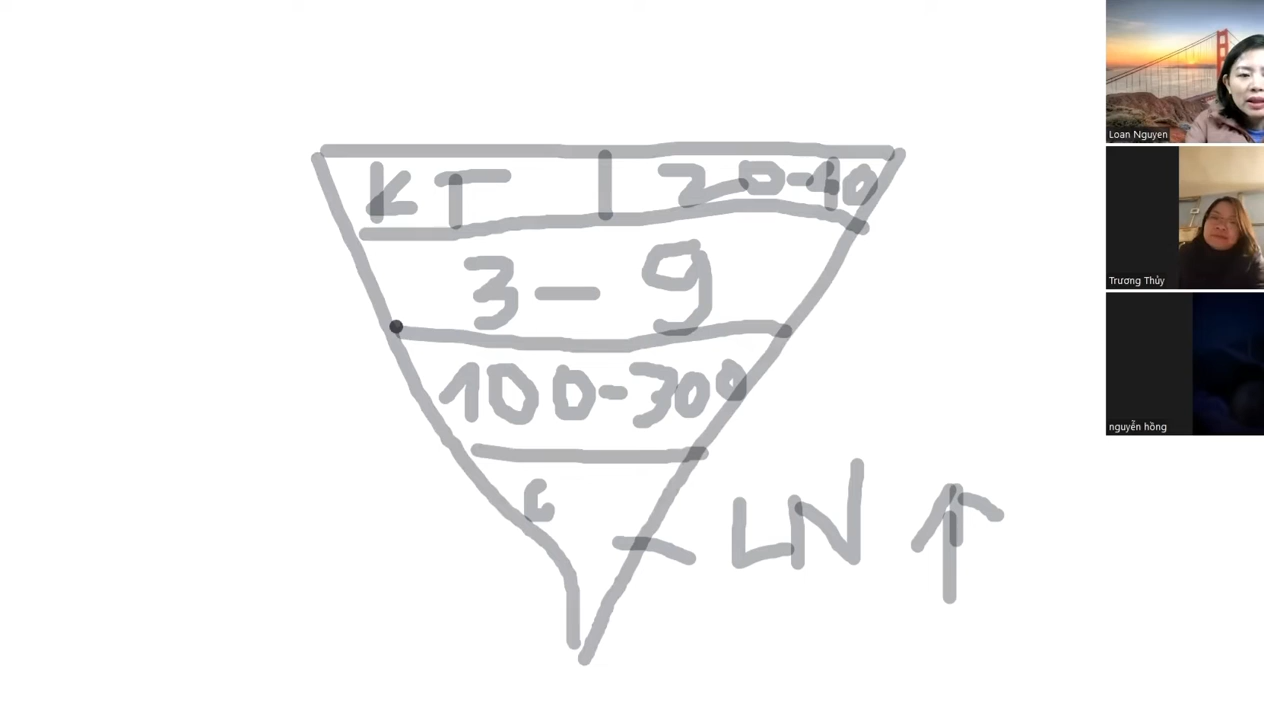 KT | 20-40
3 - 9
100-300
LN ↑
Loan Nguyen
Trương Thủy
nguyễn hồng